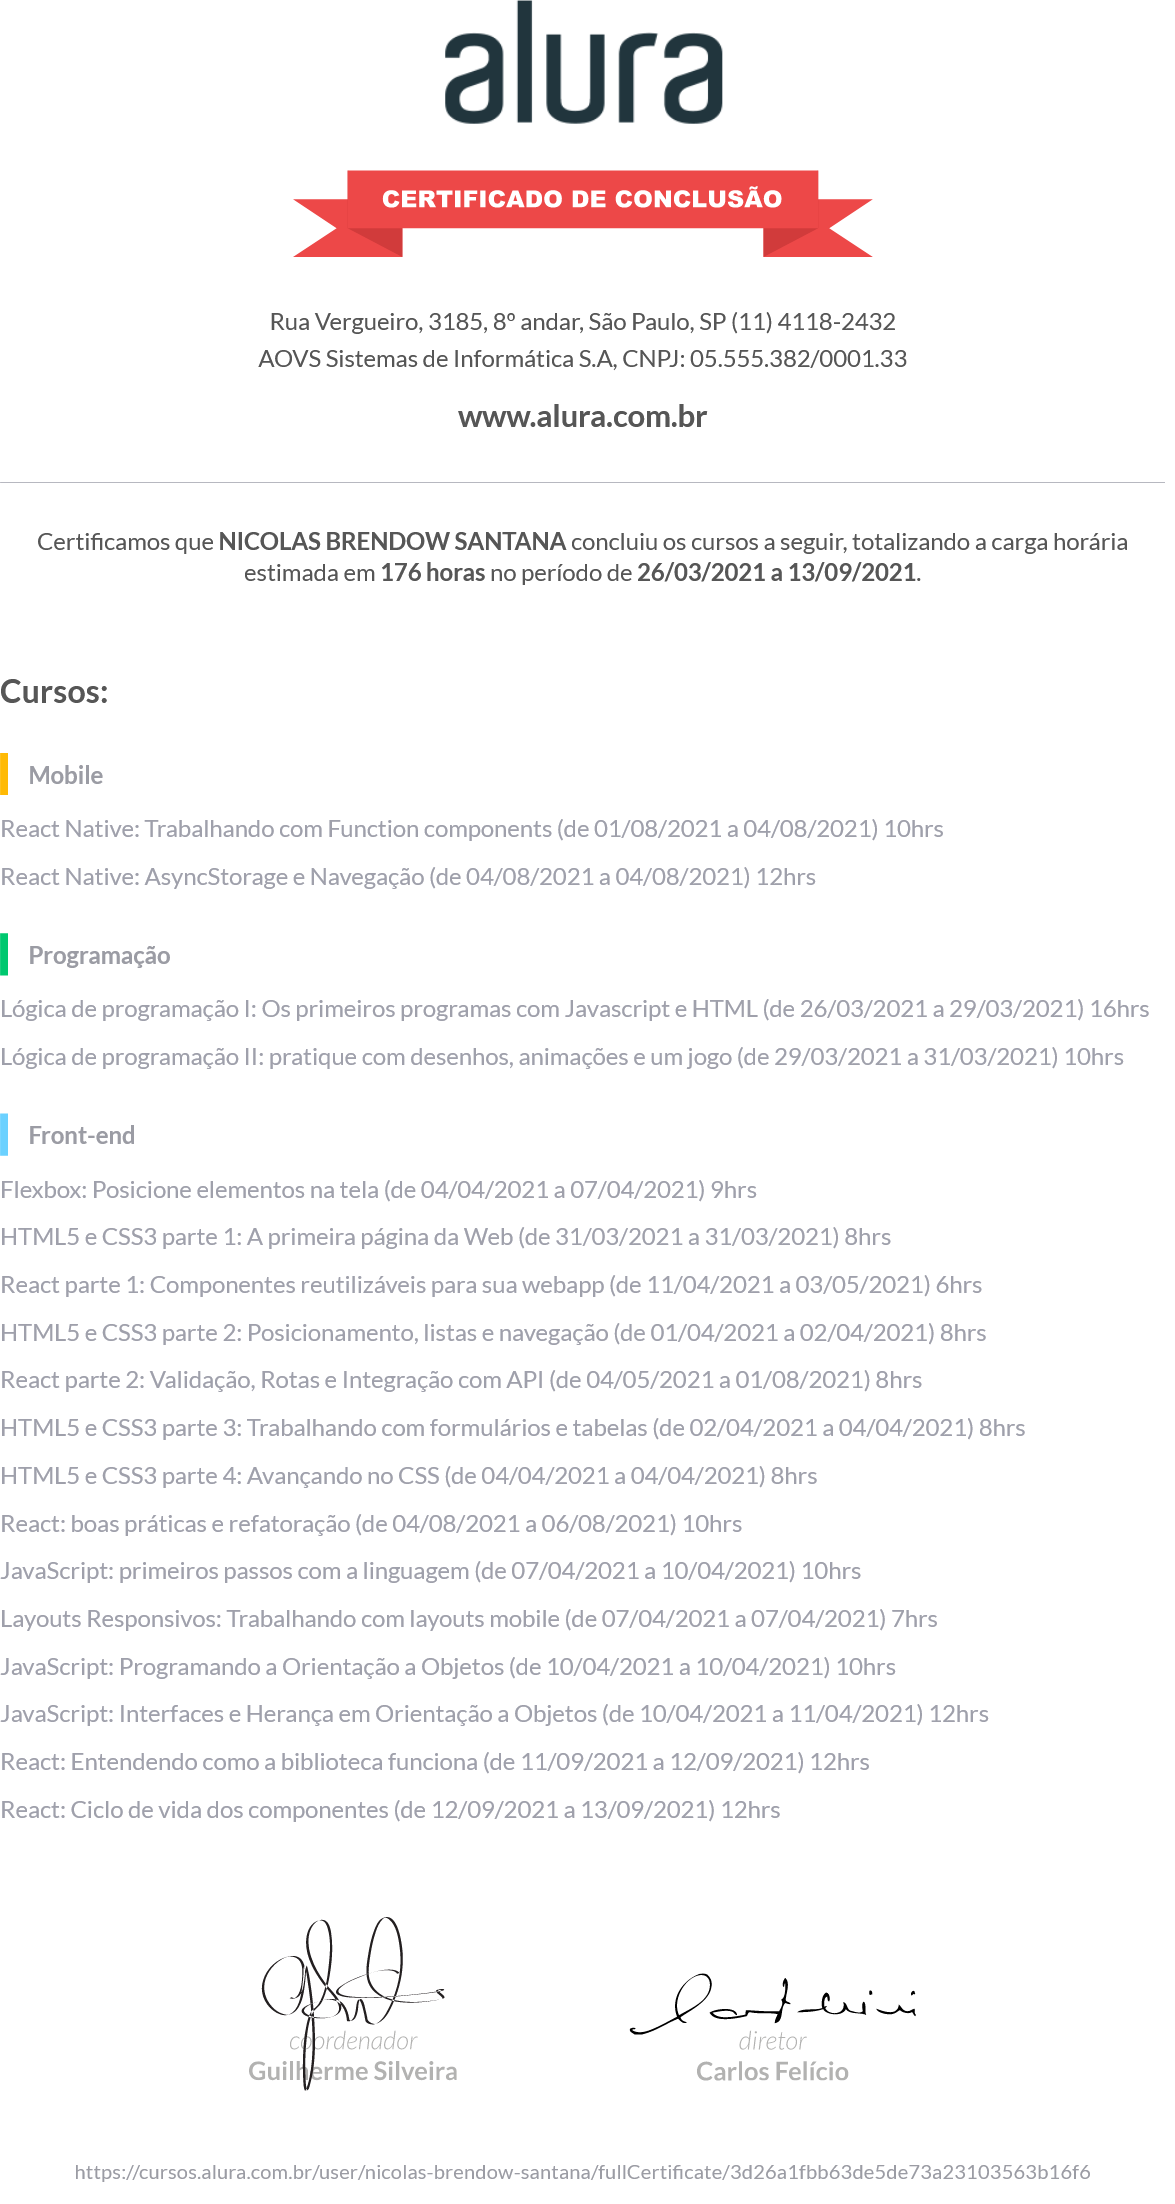 alura
CERTIFICADO DE CONCLUSÃO
Rua Vergueiro, 3185, 8º andar, São Paulo, SP (11) 4118-2432
AOVS Sistemas de Informática S.A, CNPJ: 05.555.382/0001.33
www.alura.com.br
Certificamos que NICOLAS BRENDOW SANTANA concluiu os cursos a seguir, totalizando a carga horária
estimada em 176 horas no período de 26/03/2021 a 13/09/2021.
Cursos:
Mobile
React Native: Trabalhando com Function components (de 01/08/2021 a 04/08/2021) 10hrs
React Native: AsyncStorage e Navegação (de 04/08/2021 a 04/08/2021) 12hrs
Programação
Lógica de programação I: Os primeiros programas com Javascript e HTML (de 26/03/2021 a 29/03/2021) 16hrs
Lógica de programação II: pratique com desenhos, animações e um jogo (de 29/03/2021 a 31/03/2021) 10hrs
Front-end
Flexbox: Posicione elementos na tela (de 04/04/2021 a 07/04/2021) 9hrs
HTML5 e CSS3 parte 1: A primeira página da Web (de 31/03/2021 a 31/03/2021) 8hrs
React parte 1: Componentes reutilizáveis para sua webapp (de 11/04/2021 a 03/05/2021) 6hrs
HTML5 e CSS3 parte 2: Posicionamento, listas e navegação (de 01/04/2021 a 02/04/2021) 8hrs
React parte 2: Validação, Rotas e Integração com API (de 04/05/2021 a 01/08/2021) 8hrs
HTML5 e CSS3 parte 3: Trabalhando com formulários e tabelas (de 02/04/2021 a 04/04/2021) 8hrs
HTML5 e CSS3 parte 4: Avançando no CSS (de 04/04/2021 a 04/04/2021) 8hrs
React: boas práticas e refatoração (de 04/08/2021 a 06/08/2021) 10hrs
JavaScript: primeiros passos com a linguagem (de 07/04/2021 a 10/04/2021) 10hrs
Layouts Responsivos: Trabalhando com layouts mobile (de 07/04/2021 a 07/04/2021) 7hrs
JavaScript: Programando a Orientação a Objetos (de 10/04/2021 a 10/04/2021) 10hrs
JavaScript: Interfaces e Herança em Orientação a Objetos (de 10/04/2021 a 11/04/2021) 12hrs
React: Entendendo como a biblioteca funciona (de 11/09/2021 a 12/09/2021) 12hrs
React: Ciclo de vida dos componentes (de 12/09/2021 a 13/09/2021) 12hrs
coordenador
Guilherme Silveira
diretor
Carlos Felício
https://cursos.alura.com.br/user/nicolas-brendow-santana/fullCertificate/3d26a1fbb63de5de73a23103563b16f6